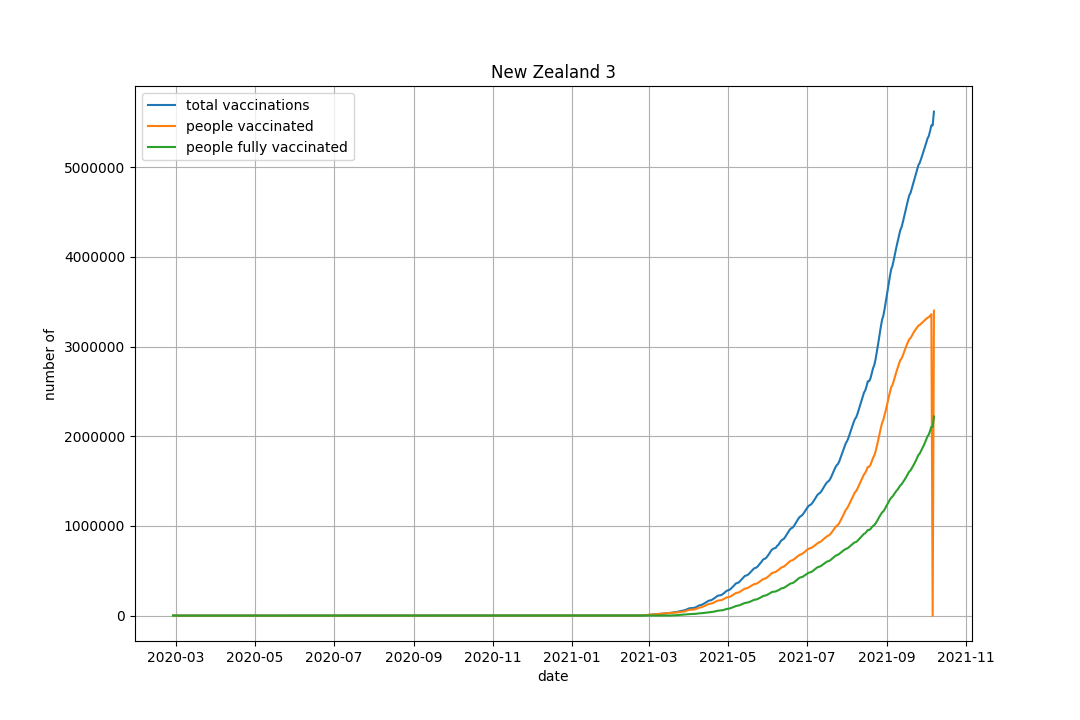 New Zealand 3
total vaccinations
people vaccinated
people fully vaccinated
number of
5000000
4000000
3000000
2000000
1000000
0
2020-03 2020-05 2020-07 2020-09 2020-11 2021-01 2021-03 2021-05 2021-07 2021-09 2021-11
date